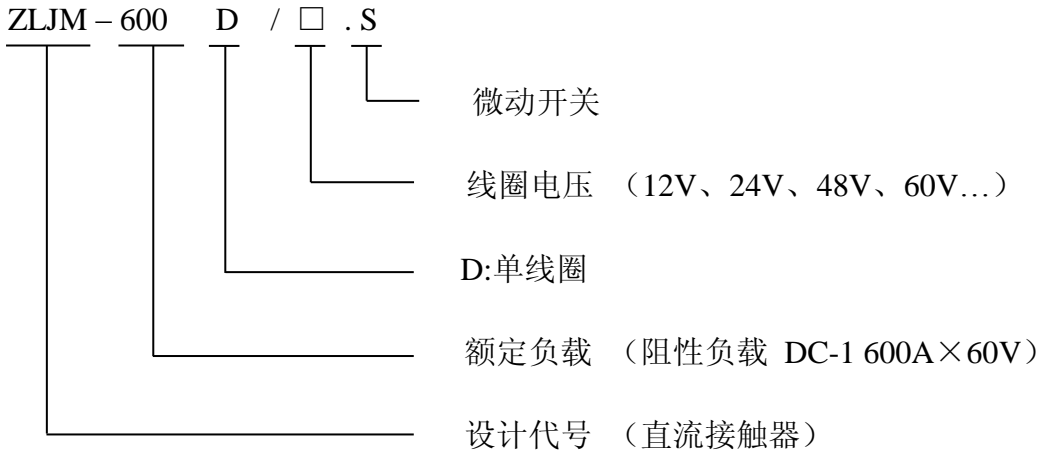 ZLJM – 600 D / □ . S
微动开关
线圈电压 （12V、24V、48V、60V…）
D:单线圈
额定负载 （阻性负载 DC-1 600A×60V）
设计代号 （直流接触器）